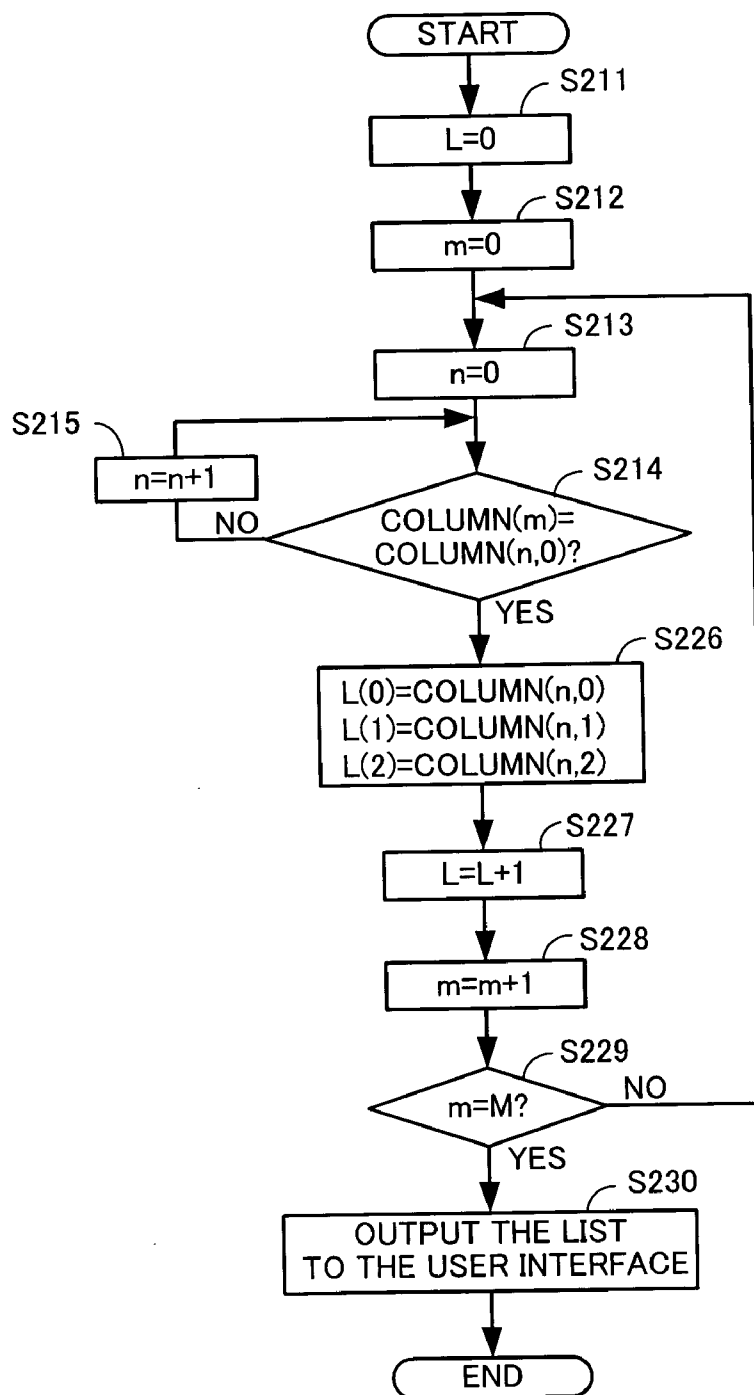 START
S211
L=0
S212
m=0
S213
n=0
S215
n=n+1
S214
NO
COLUMN(m)=
COLUMN(n,0)?
YES
S226
L(0)=COLUMN(n,0)
L(1)=COLUMN(n,1)
L(2)=COLUMN(n,2)
S227
L=L+1
S228
m=m+1
S229
m=M?
NO
YES
S230
OUTPUT THE LIST
TO THE USER INTERFACE
END